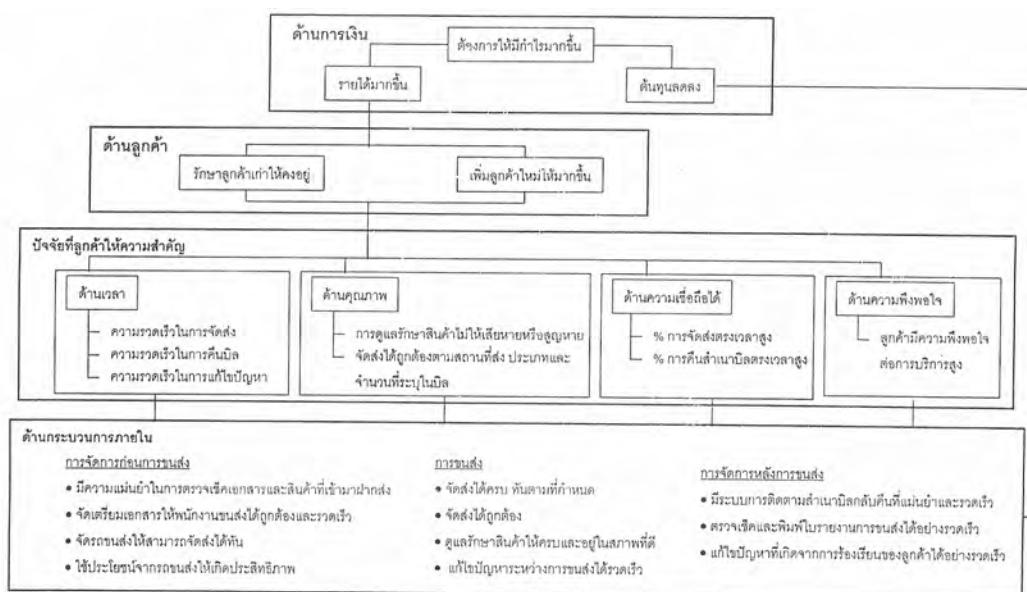 ด้านการเงิน
ต้องการให้มีกำไรมากขึ้น
รายได้มากขึ้น
ต้นทุนลดลง
ด้านลูกค้า
รักษาลูกค้าเก่าให้คงอยู่
เพิ่มลูกค้าใหม่ให้มากขึ้น
ปัจจัยที่ลูกค้าให้ความสำคัญ
ด้านเวลา
ความรวดเร็วในการจัดส่ง
ความรวดเร็วในการคืนบิล
ความรวดเร็วในการแก้ไขปัญหา
ด้านคุณภาพ
การดูแลรักษาสินค้าไม่ให้เสียหายหรือสูญหาย
จัดส่งได้ถูกต้องตามสถานที่ส่ง ประเภทและ
จำนวนที่ระบุในบิล
ด้านความเชื่อถือได้
% การจัดส่งตรงเวลาสูง
% การคืนสำเนาบิลตรงเวลาสูง
ด้านความพึงพอใจ
ลูกค้ามีความพึงพอใจ
ต่อการบริการสูง
ด้านกระบวนการภายใน
การจัดการก่อนการขนส่ง
• มีความแม่นยำในการตรวจเช็คเอกสารและสินค้าที่เข้ามาฝากส่ง
• จัดเตรียมเอกสารให้พนักงานขนส่งได้ถูกต้องและรวดเร็ว
• จัดรถขนส่งให้สามารถจัดส่งได้ทัน
• ใช้ประโยชน์จากรถขนส่งให้เกิดประสิทธิภาพ
การขนส่ง
• จัดส่งได้ครบ ทันตามที่กำหนด
• จัดส่งได้ถูกต้อง
• ดูแลรักษาสินค้าให้ครบและอยู่ในสภาพที่ดี
• แก้ไขปัญหาระหว่างการขนส่งได้รวดเร็ว
การจัดการหลังการขนส่ง
• มีระบบการติดตามสำเนาบิลกลับคืนที่แม่นยำและรวดเร็ว
• ตรวจเช็คและพิมพ์ใบรายงานการขนส่งได้อย่างรวดเร็ว
• แก้ไขปัญหาที่เกิดจากการร้องเรียนของลูกค้าได้อย่างรวดเร็ว